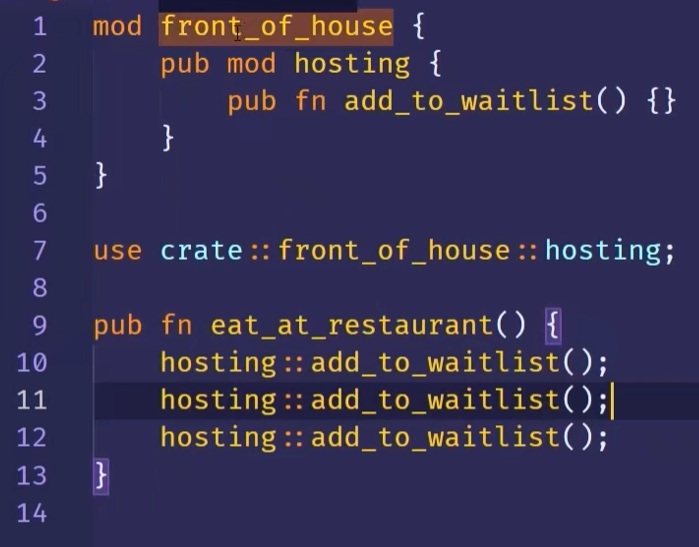 1 mod front_of_house {
2     pub mod hosting {
3         pub fn add_to_waitlist() {}
4     }
5 }
6
7 use crate::front_of_house::hosting;
8
9 pub fn eat_at_restaurant() {
10     hosting::add_to_waitlist();
11     hosting::add_to_waitlist();
12     hosting::add_to_waitlist();
13 }
14